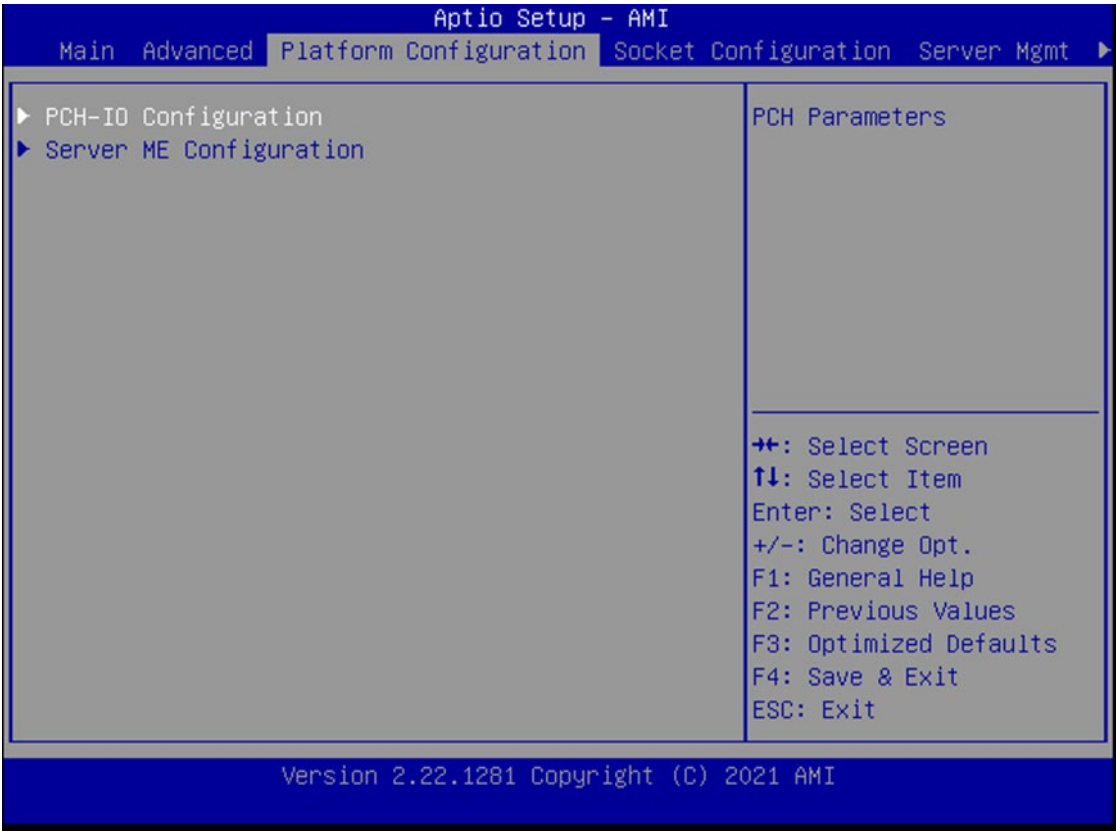 Aptio Setup – AMI
Main Advanced Platform Configuration Socket Configuration Server Mgmt ▶
▶ PCH-IO Configuration
▶ Server ME Configuration
PCH Parameters
→←: Select Screen
↑↓: Select Item
Enter: Select
+/-: Change Opt.
F1: General Help
F2: Previous Values
F3: Optimized Defaults
F4: Save & Exit
ESC: Exit
Version 2.22.1281 Copyright (C) 2021 AMI